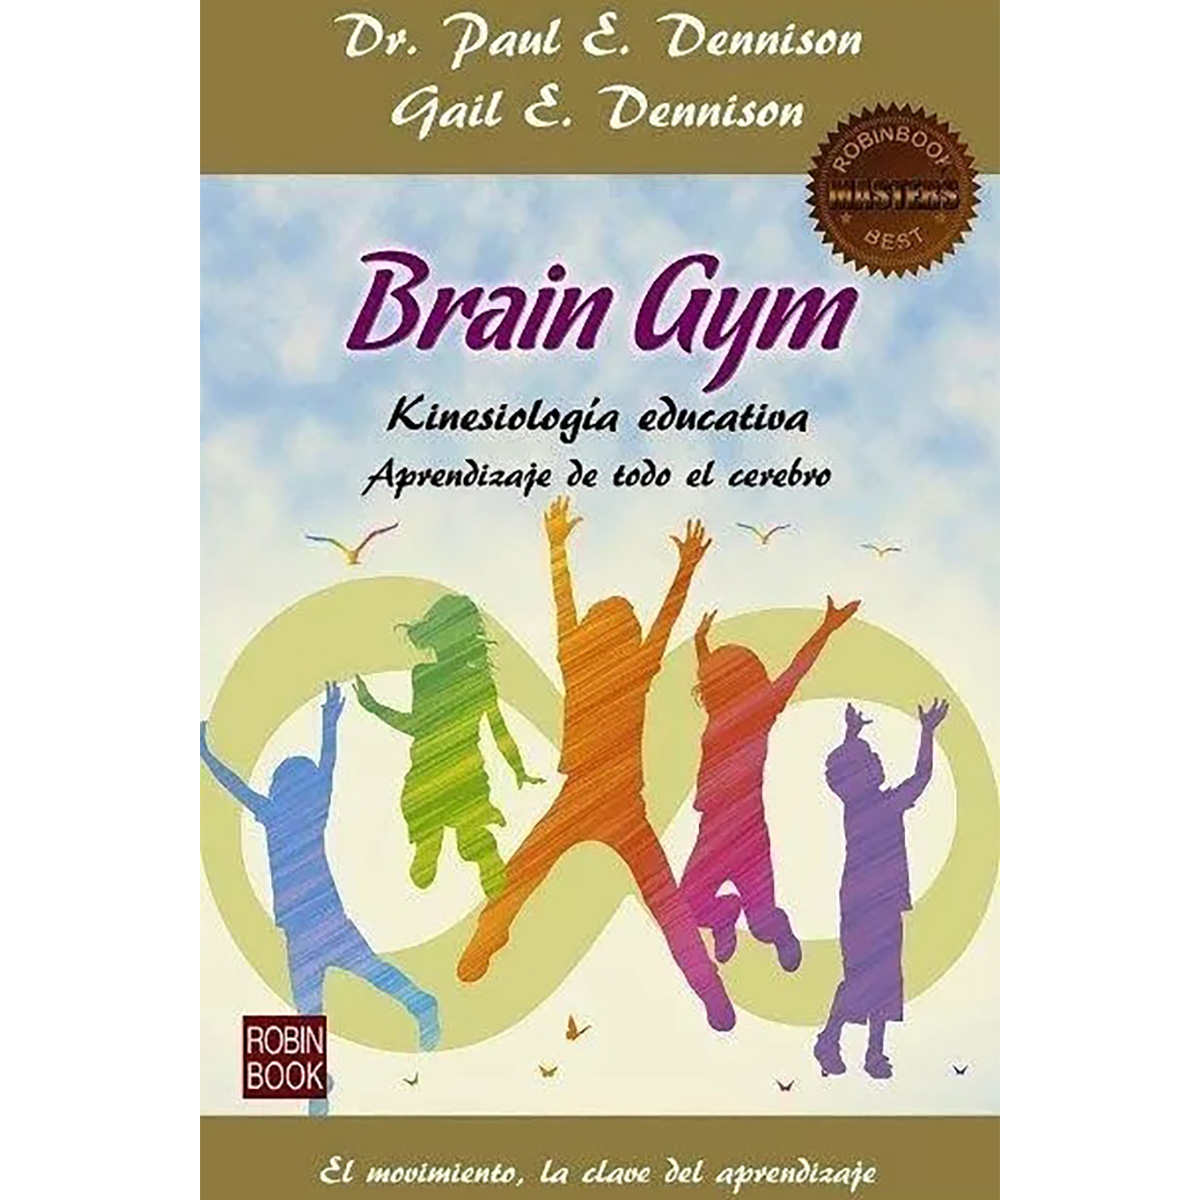 Dr. Paul E. Dennison
Gail E. Dennison
ROBINBOOK
MASTERS
BEST
Brain Gym
Kinesiología educativa
Aprendizaje de todo el cerebro
ROBIN
BOOK
El movimiento, la clave del aprendizaje